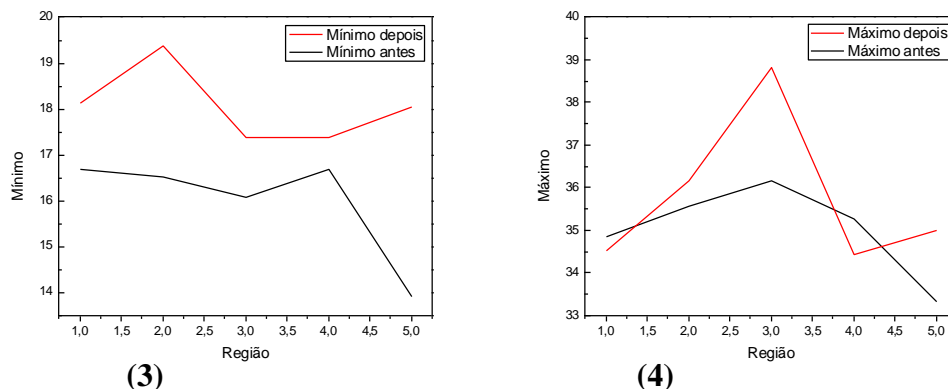 20
19
18
17
16
15
14
Mínimo
Mínimo depois
Mínimo antes
1,0 1,5 2,0 2,5 3,0 3,5 4,0 4,5 5,0
Região
(3)
40
39
38
37
36
35
34
33
Máximo
Máximo depois
Máximo antes
1,0 1,5 2,0 2,5 3,0 3,5 4,0 4,5 5,0
Região
(4)